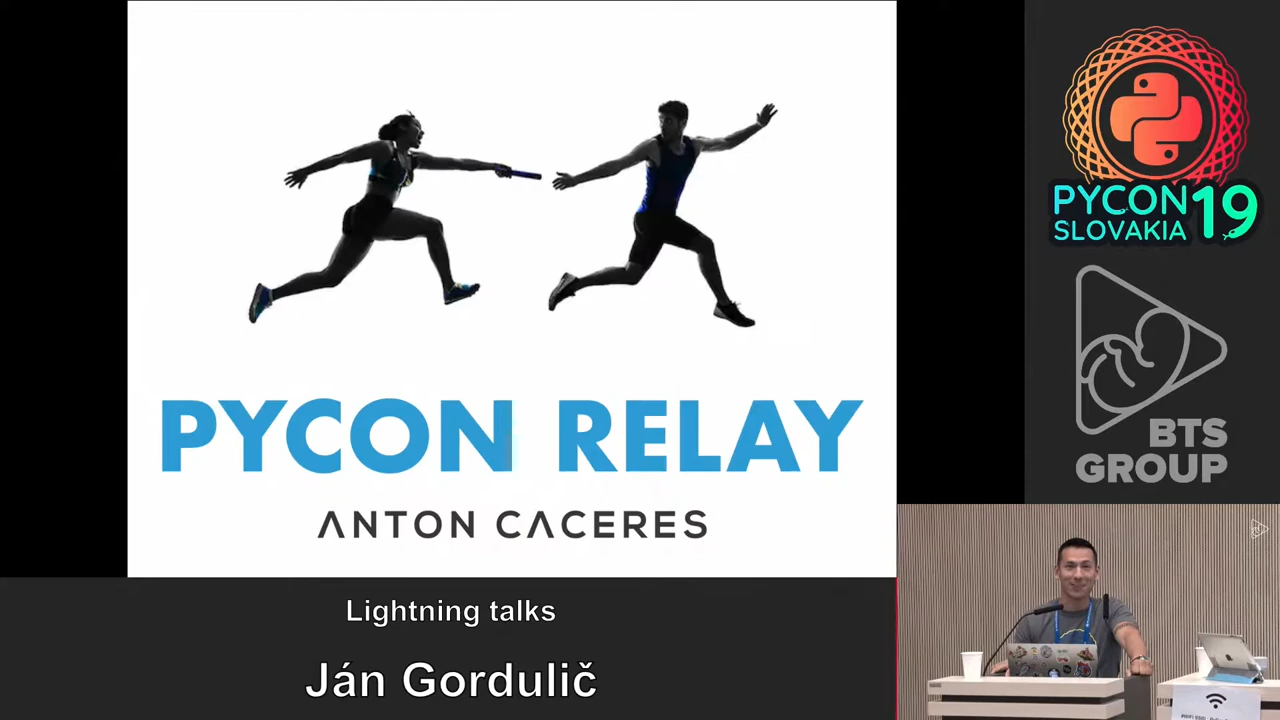 PYCON RELAY
ANTON CACERES
Lightning talks
Ján Gordulič
PYCON 19
SLOVAKIA
BTS
GROUP